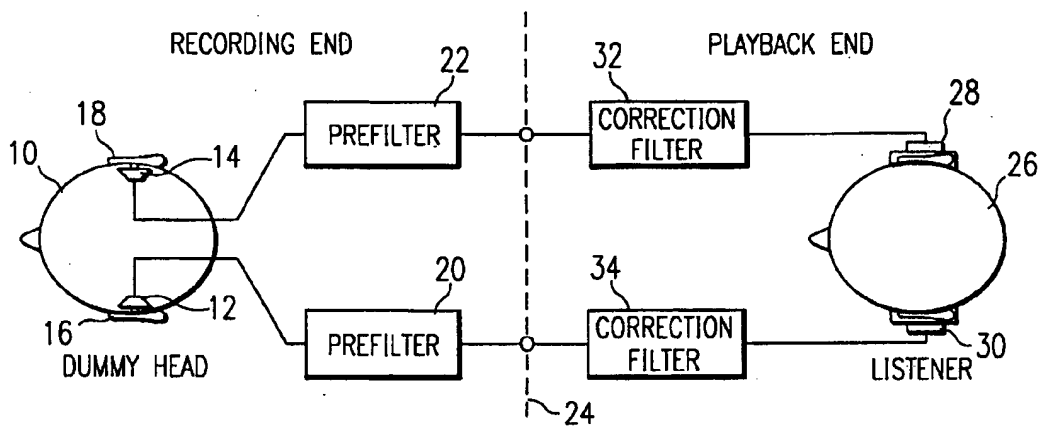 RECORDING END
PLAYBACK END
22
32
18
28
10
14
PREFILTER
CORRECTION
FILTER
26
20
34
16
12
PREFILTER
CORRECTION
FILTER
30
DUMMY HEAD
LISTENER
24